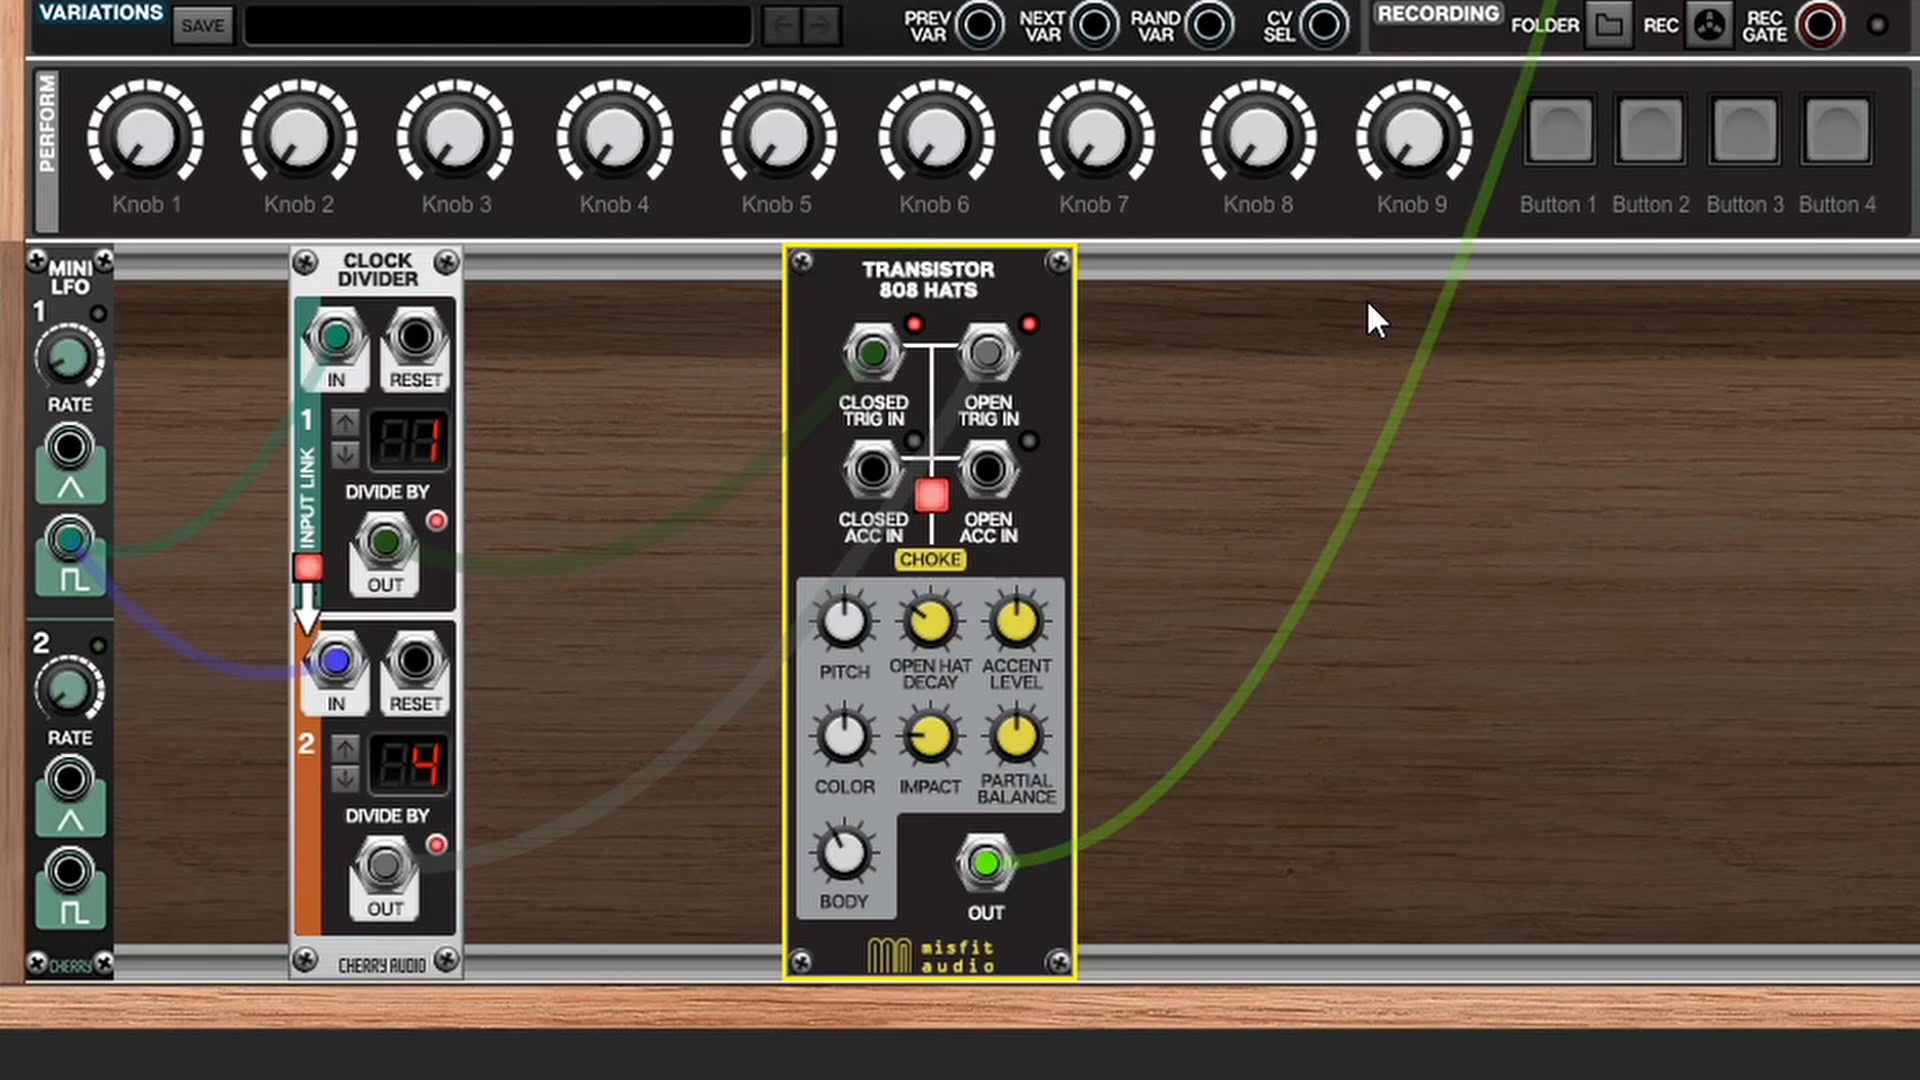 VARIATIONS
SAVE
PREV VAR
NEXT VAR
RAND VAR
CV SEL
RECORDING
FOLDER
REC
REC GATE
PERFORM
Knob 1
Knob 2
Knob 3
Knob 4
Knob 5
Knob 6
Knob 7
Knob 8
Knob 9
Button 1
Button 2
Button 3
Button 4
MINI
LFO
1
RATE
2
RATE
CHERRY
CLOCK
DIVIDER
IN
RESET
1
INPUT LINK
1
DIVIDE BY
OUT
IN
RESET
2
4
DIVIDE BY
OUT
CHERRY AUDIO
TRANSISTOR
808 HATS
CLOSED
TRIG IN
OPEN
TRIG IN
CLOSED
ACC IN
OPEN
ACC IN
CHOKE
PITCH
OPEN HAT
DECAY
ACCENT
LEVEL
COLOR
IMPACT
PARTIAL
BALANCE
BODY
OUT
misfit
audio